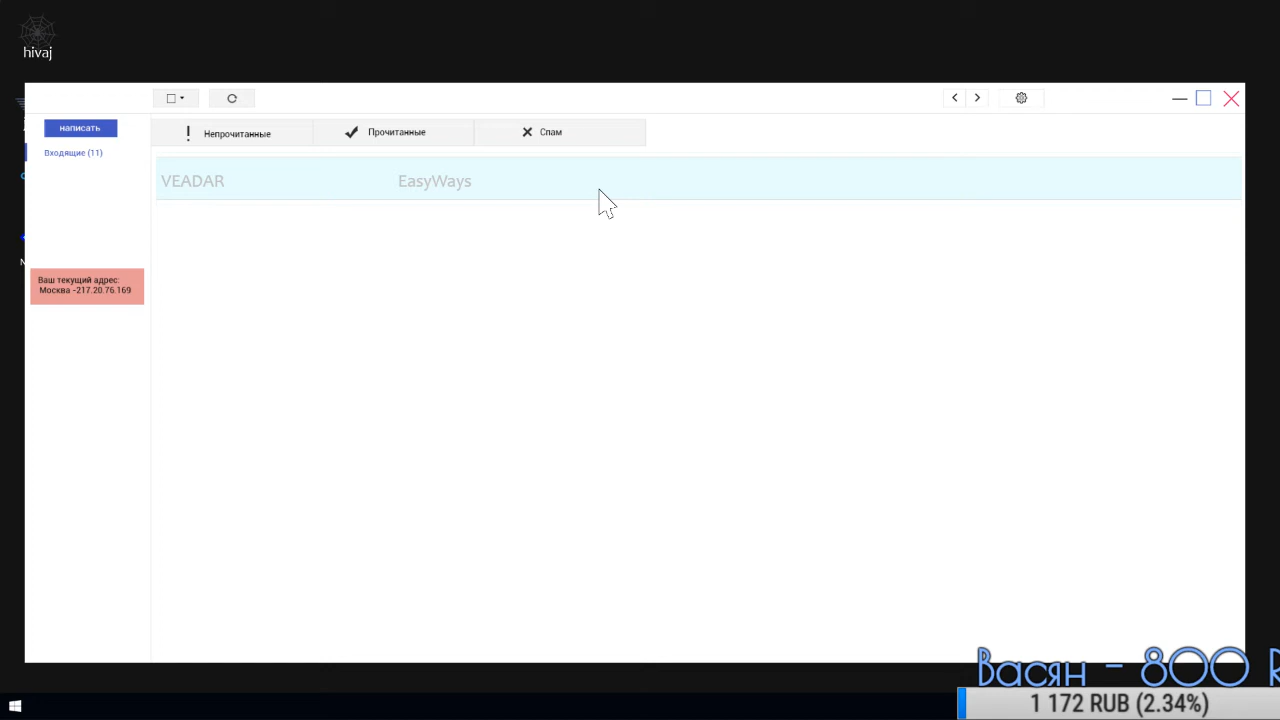 hivaj
написать
Входящие (11)
Непрочитанные
Прочитанные
Спам
VEADAR EasyWays
Ваш текущий адрес:
Москва -217.20.76.169
Васян - 800 R
1 172 RUB (2.34%)